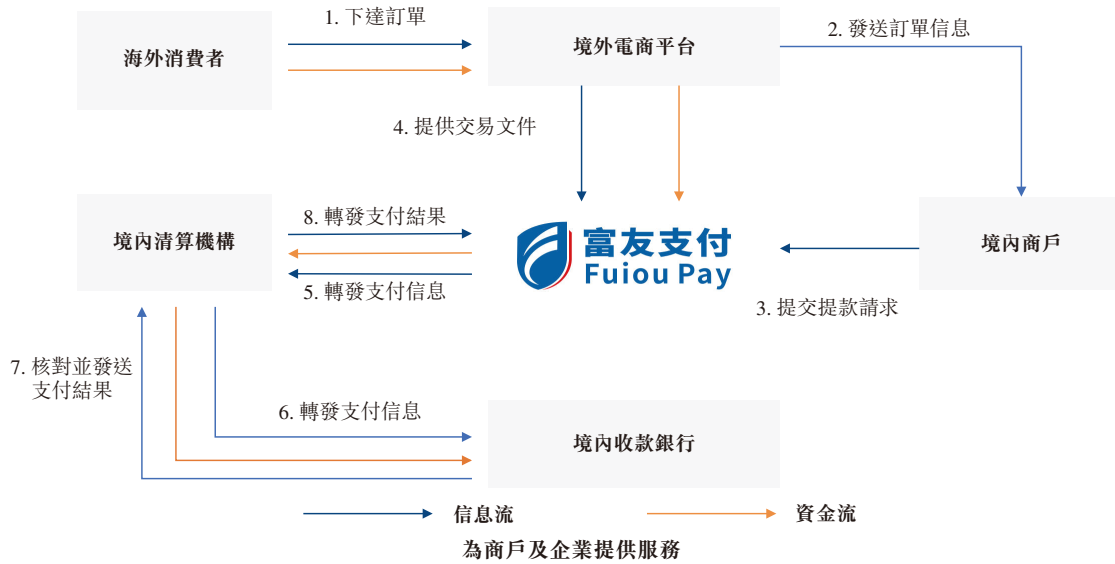 1. 下達訂單
海外消費者
境外電商平台
2. 發送訂單信息
4. 提供交易文件
境內清算機構
8. 轉發支付結果
5. 轉發支付信息
富友支付
Fuiou Pay
境內商戶
3. 提交提款請求
7. 核對並發送
支付結果
6. 轉發支付信息
境內收款銀行
信息流
資金流
為商戶及企業提供服務